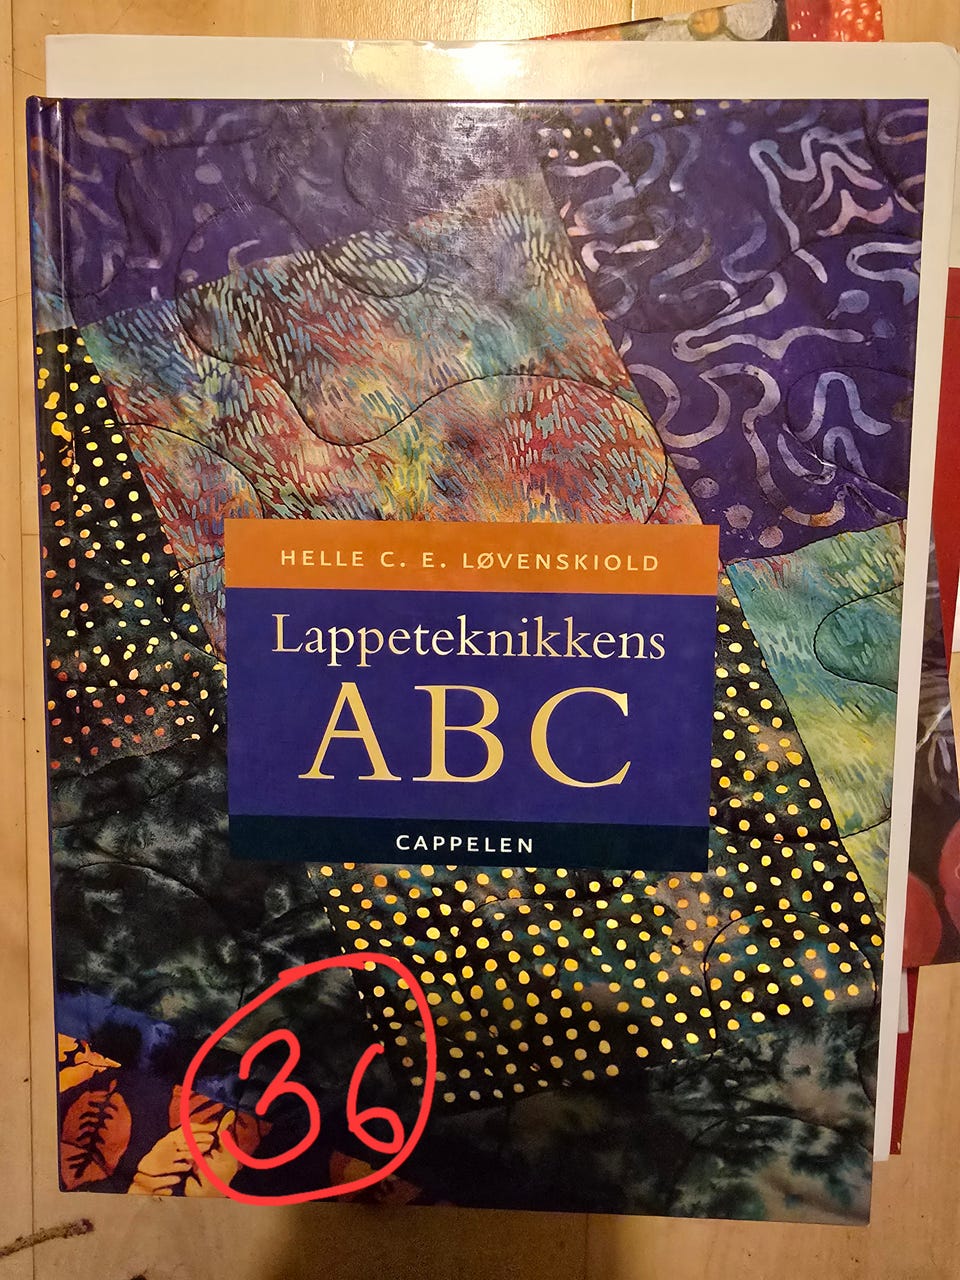 HELLE C. E. LØVENSKIOLD
Lappeteknikkens
ABC
CAPPELEN
36